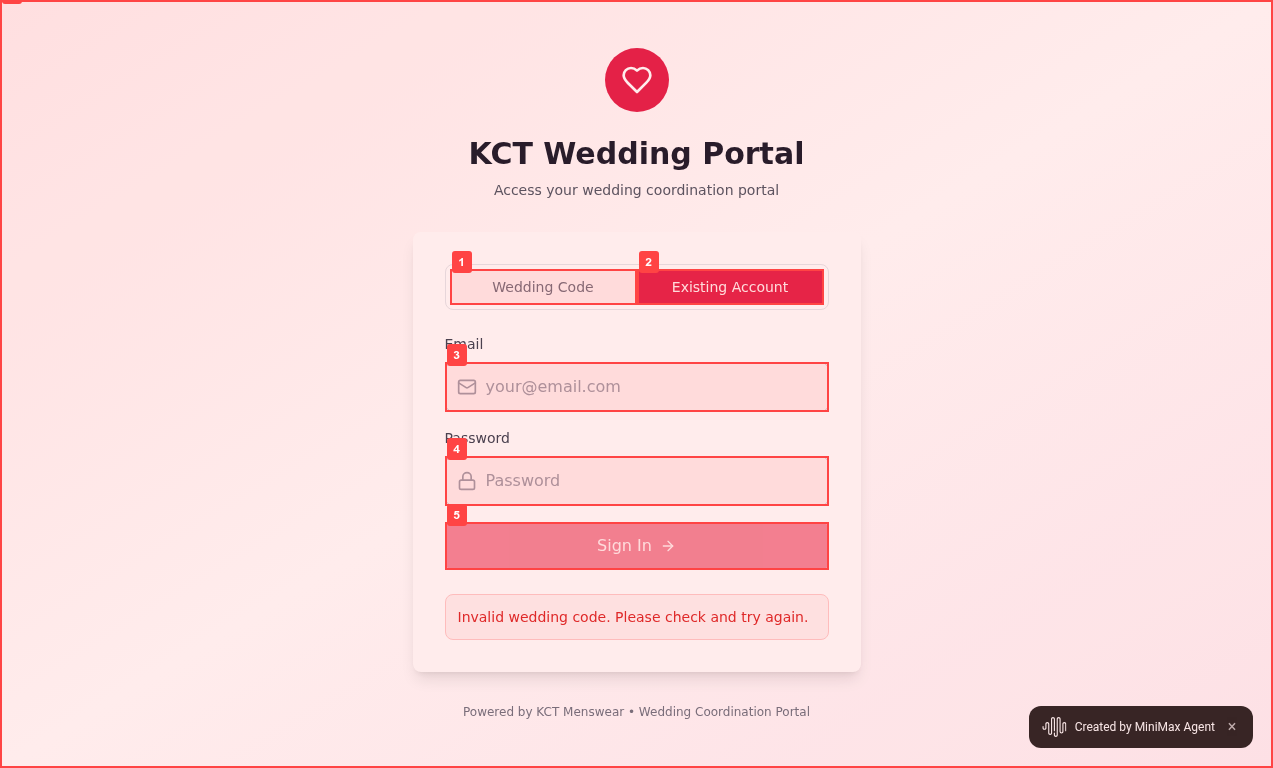 KCT Wedding Portal
Access your wedding coordination portal
1
2
Wedding Code
Existing Account
Email
3
your@email.com
Password
4
Password
5
Sign In →
Invalid wedding code. Please check and try again.
Powered by KCT Menswear • Wedding Coordination Portal
Created by MiniMax Agent ×